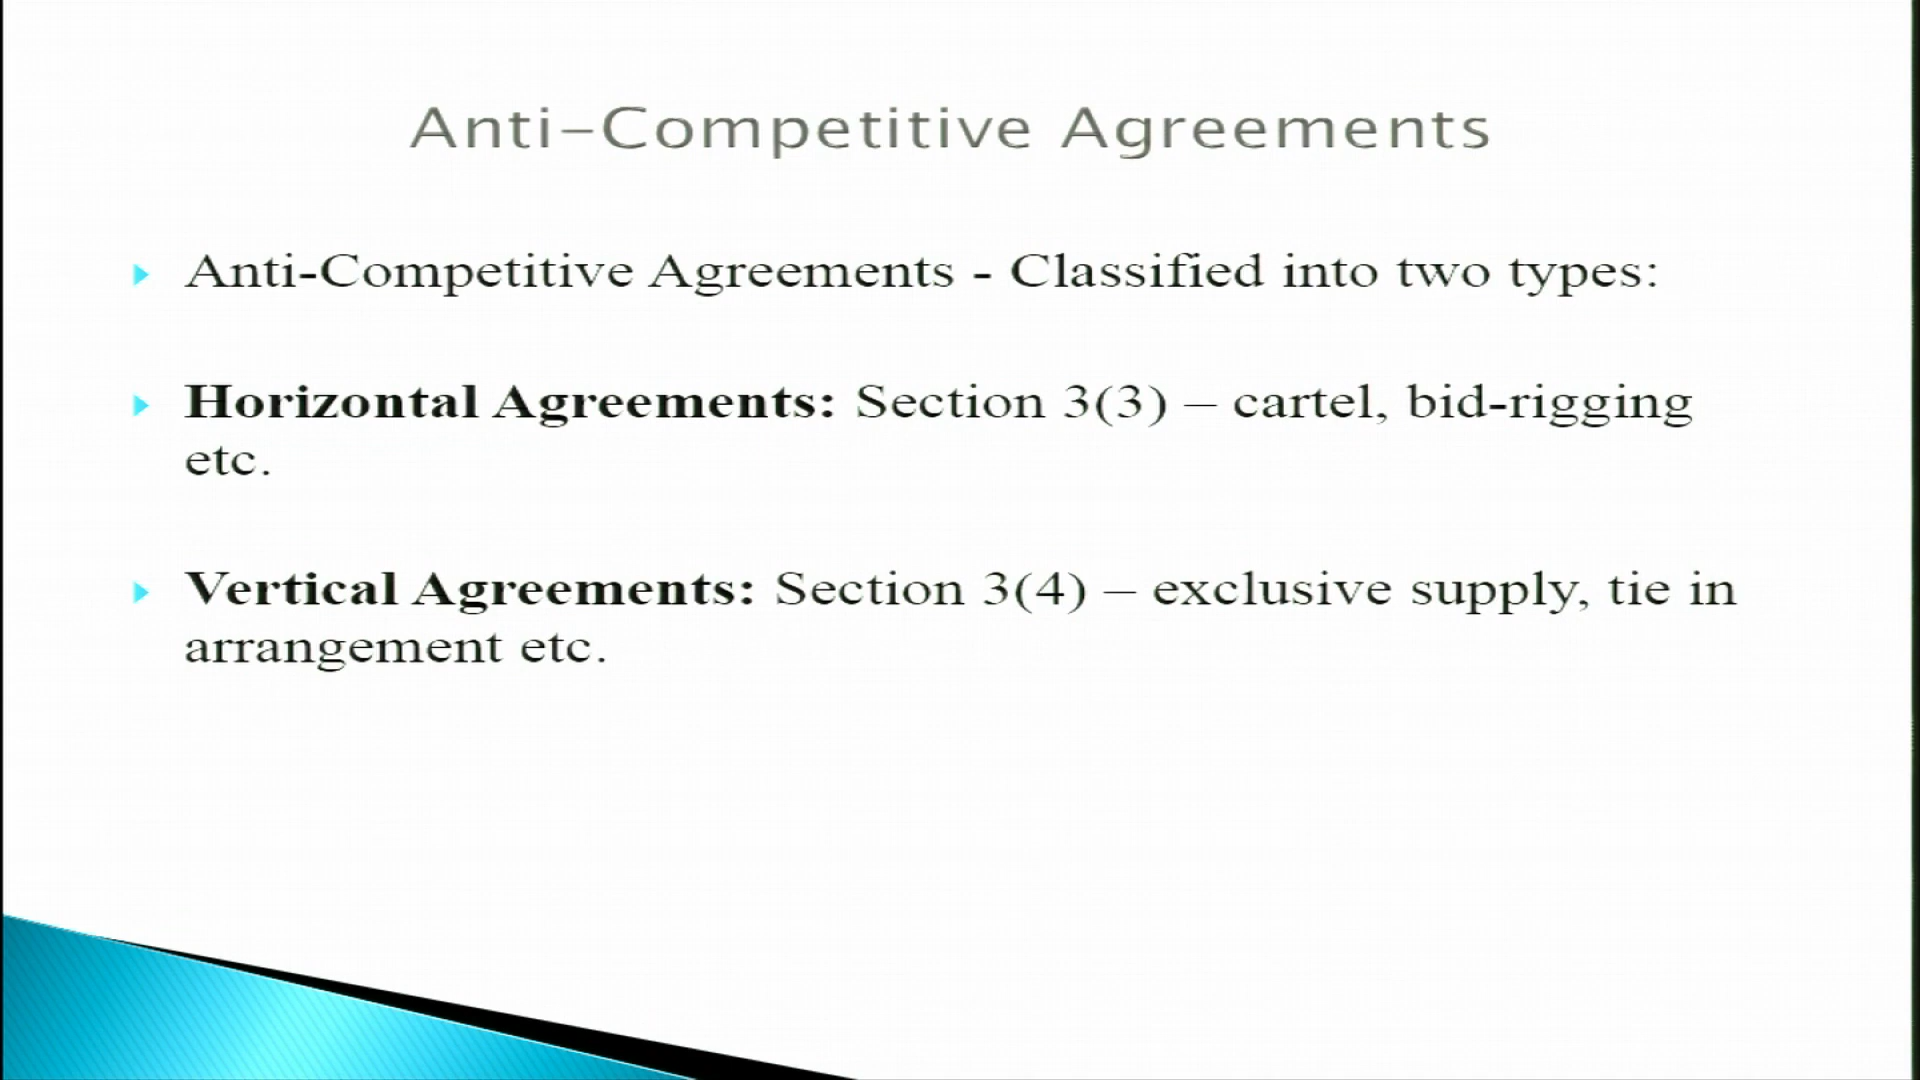 Anti-Competitive Agreements
Anti-Competitive Agreements - Classified into two types:
Horizontal Agreements: Section 3(3) – cartel, bid-rigging
etc.
Vertical Agreements: Section 3(4) – exclusive supply, tie in
arrangement etc.